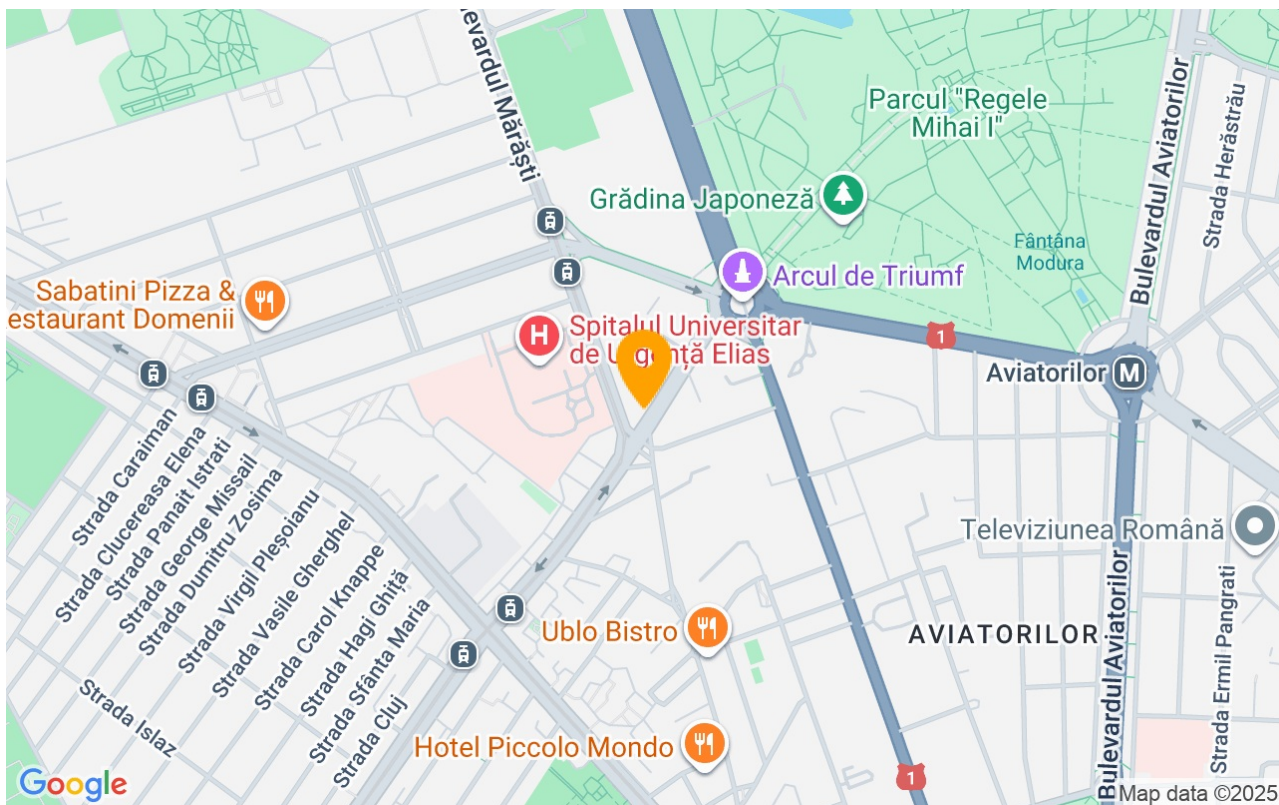 Bulevardul Aviatorilor
Strada Herăstrău
evardul Mărăști
Parcul "Regele
Mihai I"
Grădina Japoneză
Fântâna
Modura
Arcul de Triumf
Sabatini Pizza &
estaurant Domenii
H
Spitalul Universitar
de U gență Elias
1
Aviatorilor
M
Strada Caraiman
Strada Clucereasa Elena
Strada Panait Istrati
Strada George Missail
Strada Dumitru Zosima
Strada Virgil Pleșoianu
Strada Vasile Gherghel
Strada Carol Knappe
Strada Hagi Ghiță
Strada Sfânta Maria
Strada Cluj
Strada Islaz
Televiziunea Română
Ublo Bistro
AVIATORILOR
Bulevardul Aviatorilor
Strada Ermil Pangrati
Hotel Piccolo Mondo
1
Google
Map data ©2025